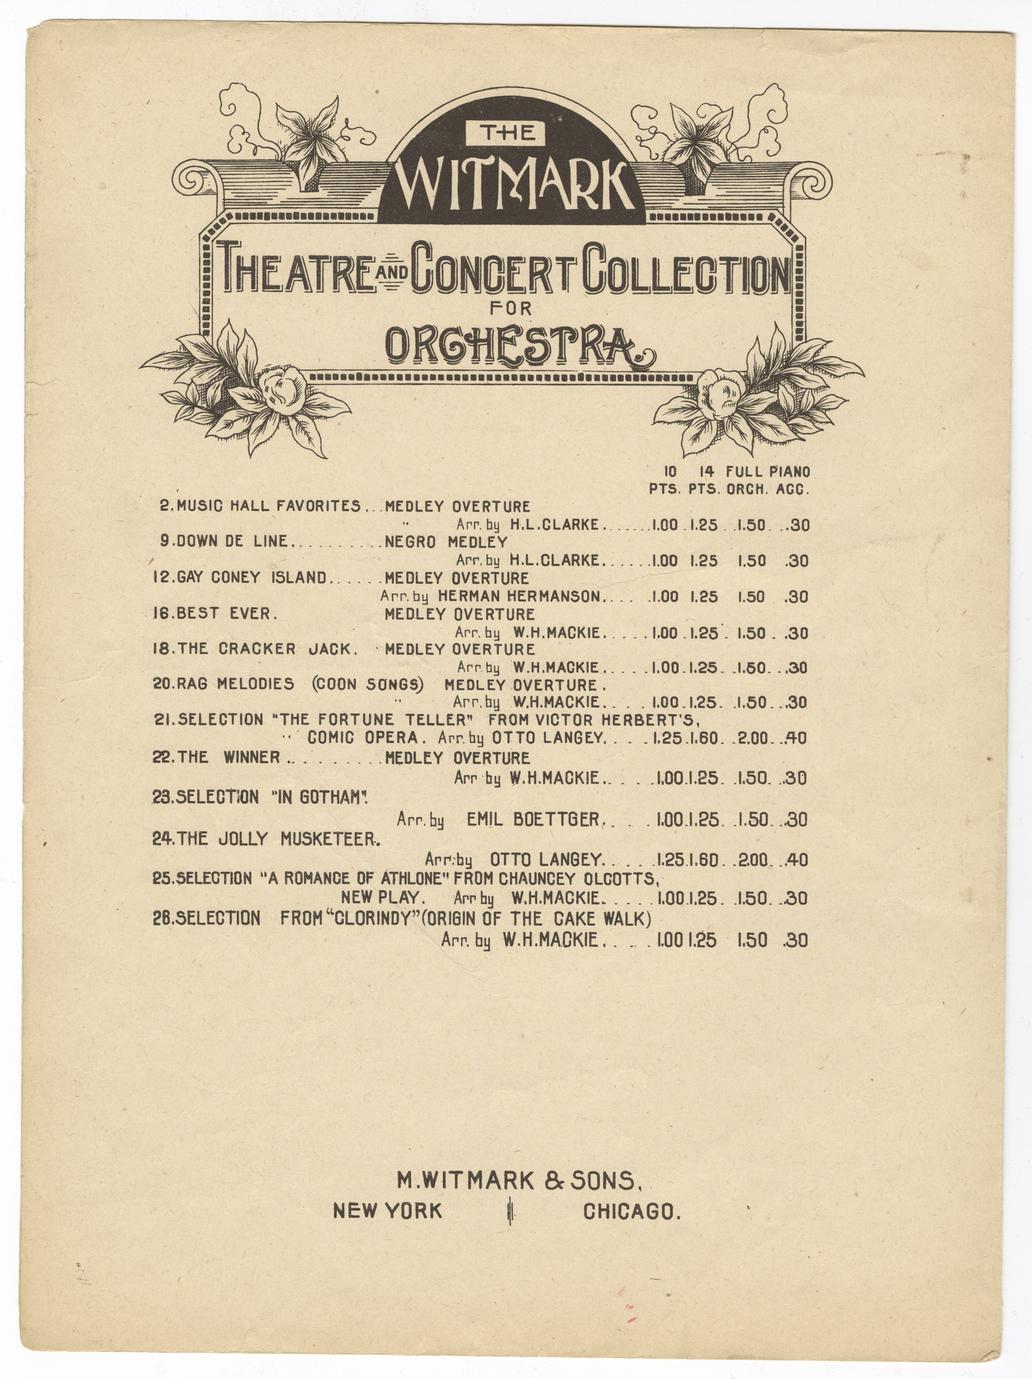 THE
WITMARK
THEATRE AND CONCERT COLLECTION
FOR
ORCHESTRA.
10 14 FULL PIANO
PTS. PTS. ORCH. ACC.
2. MUSIC HALL FAVORITES... MEDLEY OVERTURE
" Arr. by H.L.CLARKE....... 1.00 .1.25 ..1.50 ...30
9. DOWN DE LINE.......... NEGRO MEDLEY
Arr. by H.L.CLARKE...... 1.00 1.25 1.50 .30
12. GAY CONEY ISLAND...... MEDLEY OVERTURE
Arr. by HERMAN HERMANSON.... .1.00 1.25 1.50 .30
16. BEST EVER. MEDLEY OVERTURE
Arr. by W.H.MACKIE..... 1.00.1.25. 1.50 . .30
18. THE CRACKER JACK. MEDLEY OVERTURE
Arr. by W.H.MACKIE..... 1.00.1.25. .1.50. ..30
20. RAG MELODIES (COON SONGS) MEDLEY OVERTURE.
" Arr. by W.H.MACKIE.... 1.00.1.25. .1.50. ..30
21. SELECTION "THE FORTUNE TELLER" FROM VICTOR HERBERT'S,
" COMIC OPERA. Arr. by OTTO LANGEY.... 1.25.1.60. .2.00. ..40
22. THE WINNER.......... MEDLEY OVERTURE
Arr. by W.H.MACKIE..... 1.00.1.25. .1.50. ..30
23. SELECTION "IN GOTHAM".
Arr. by EMIL BOETTGER.... 1.00.1.25. .1.50. ..30
24. THE JOLLY MUSKETEER.
Arr. by OTTO LANGEY..... 1.25.1.60. .2.00. ..40
25. SELECTION "A ROMANCE OF ATHLONE" FROM CHAUNCEY OLCOTTS,
NEW PLAY. Arr. by W.H.MACKIE..... 1.00.1.25. .1.50. ..30
26. SELECTION FROM "CLORINDY" (ORIGIN OF THE CAKE WALK)
Arr. by W.H.MACKIE.... 1.00 1.25 1.50 .30
M. WITMARK & SONS,
NEW YORK CHICAGO.